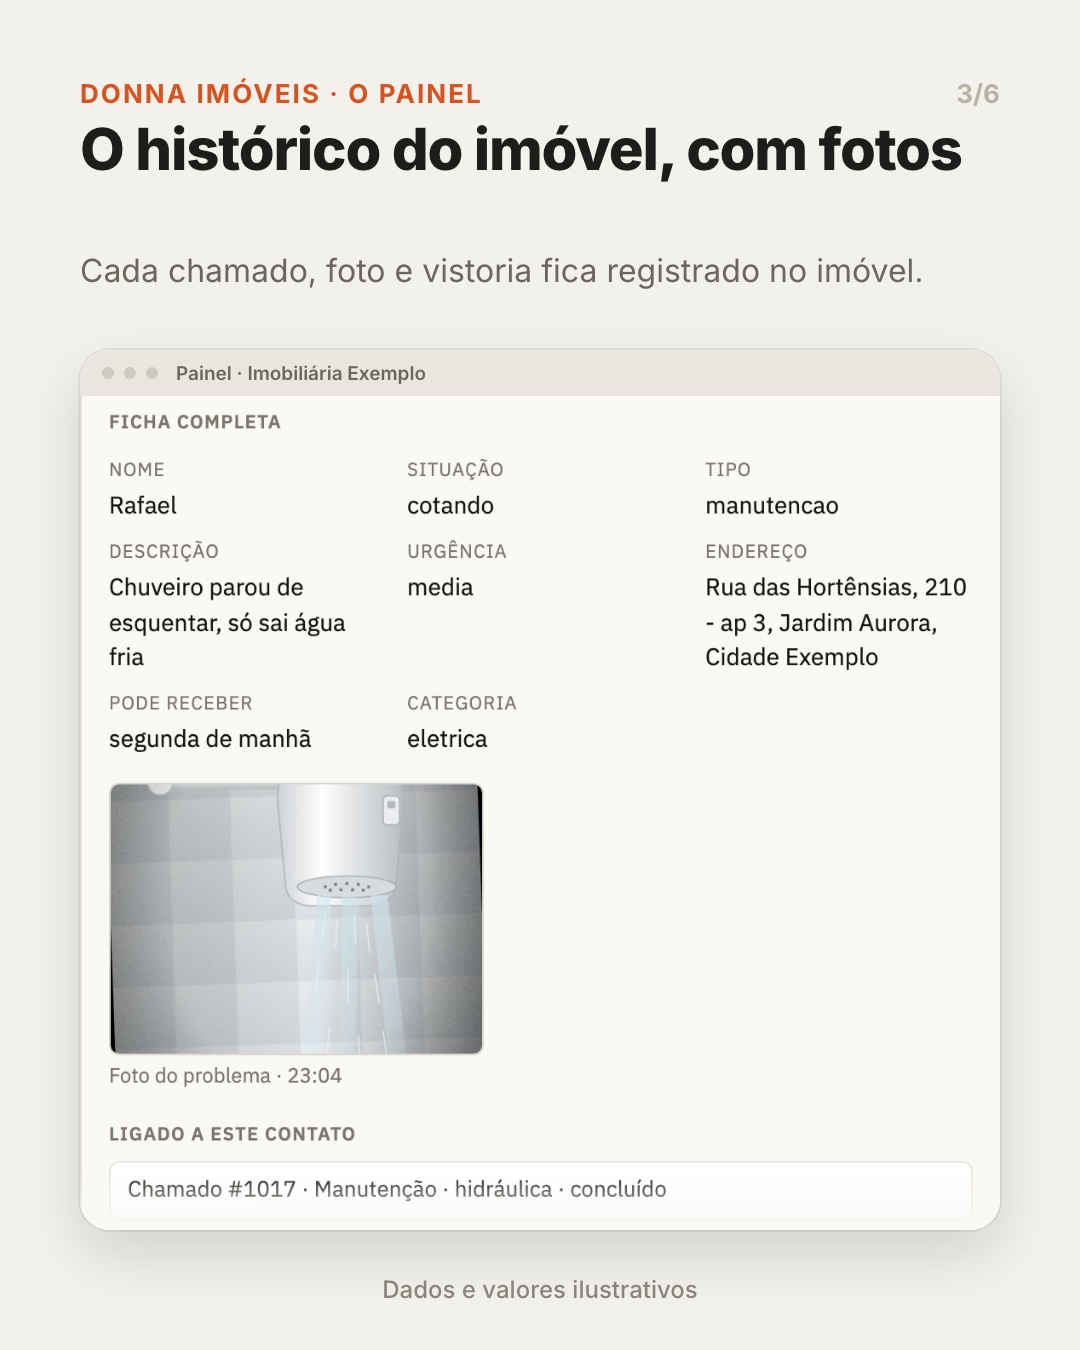 DONNA IMÓVEIS · O PAINEL
3/6
O histórico do imóvel, com fotos
Cada chamado, foto e vistoria fica registrado no imóvel.
Painel · Imobiliária Exemplo
FICHA COMPLETA
NOME
Rafael
SITUAÇÃO
cotando
TIPO
manutencao
DESCRIÇÃO
Chuveiro parou de
esquentar, só sai água
fria
URGÊNCIA
media
ENDEREÇO
Rua das Hortênsias, 210
- ap 3, Jardim Aurora,
Cidade Exemplo
PODE RECEBER
segunda de manhã
CATEGORIA
eletrica
Foto do problema · 23:04
LIGADO A ESTE CONTATO
Chamado #1017 · Manutenção · hidráulica · concluído
Dados e valores ilustrativos